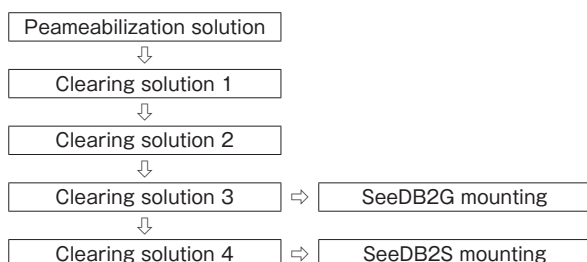 Peameabilization solution
Clearing solution 1
Clearing solution 2
Clearing solution 3
SeeDB2G mounting
Clearing solution 4
SeeDB2S mounting